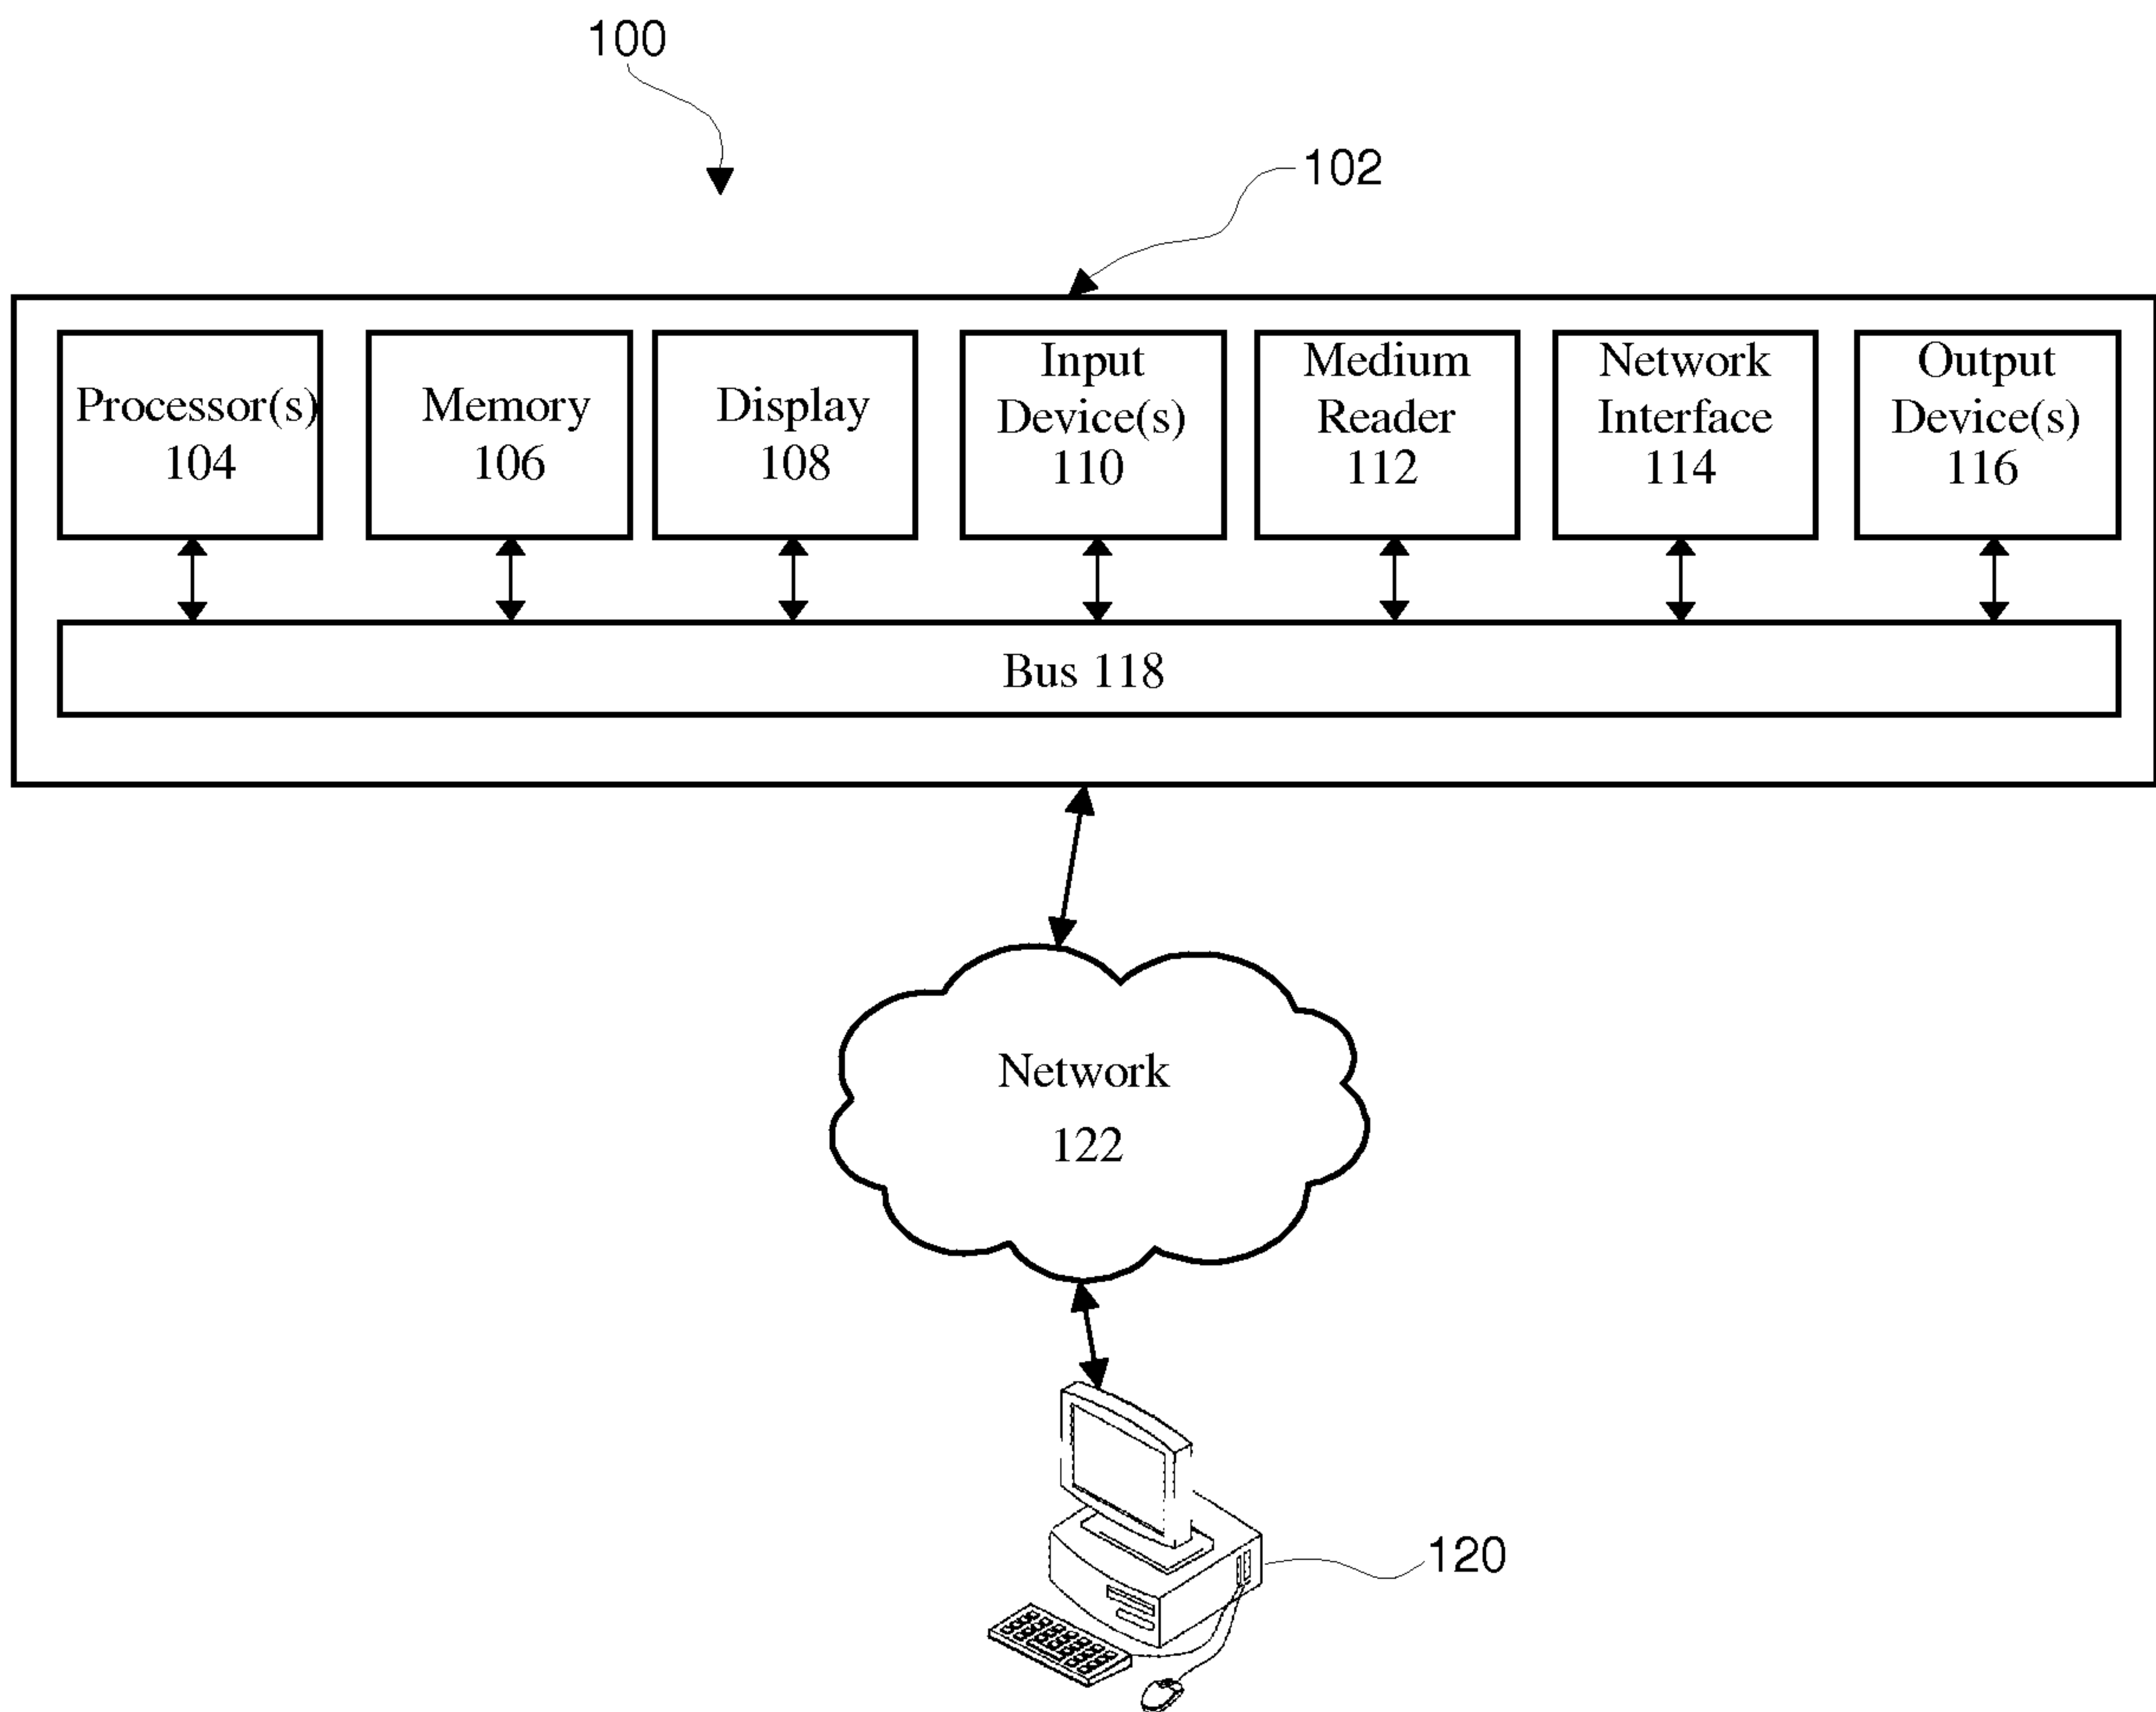 100
102
Processor(s)
104
Memory
106
Display
108
Input
Device(s)
110
Medium
Reader
112
Network
Interface
114
Output
Device(s)
116
Bus 118
Network
122
120